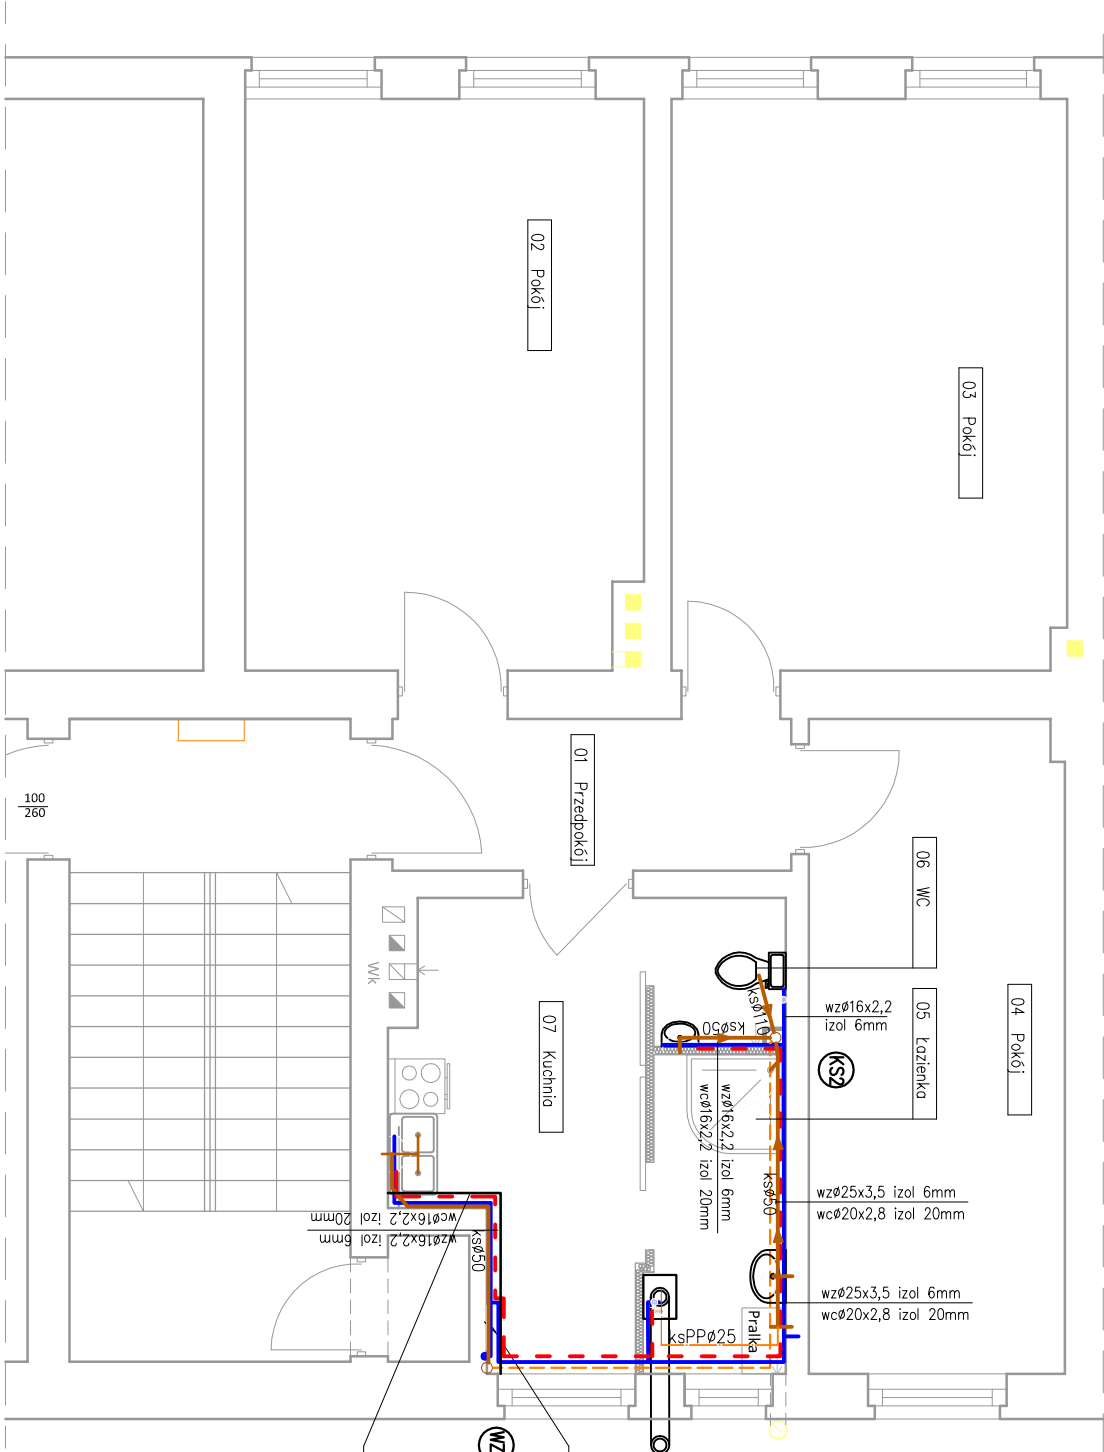 02 Pokój
03 Pokój
01 Przedpokój
100
260
06 WC
05 Łazienka
04 Pokój
07 Kuchnia
Wk
ksø110
ksø50
wzø16x2,2
izol 6mm
KS2
wzø16x2,2 izol 6mm
wcø16x2,2 izol 20mm
ksø50
wzø25x3,5 izol 6mm
wcø20x2,8 izol 20mm
wcø16x2,2 izol 20mm
wzø16x2,2 izol 6mm
ksø50
wzø25x3,5 izol 6mm
wcø20x2,8 izol 20mm
Pralka
ksPPø25
WZ